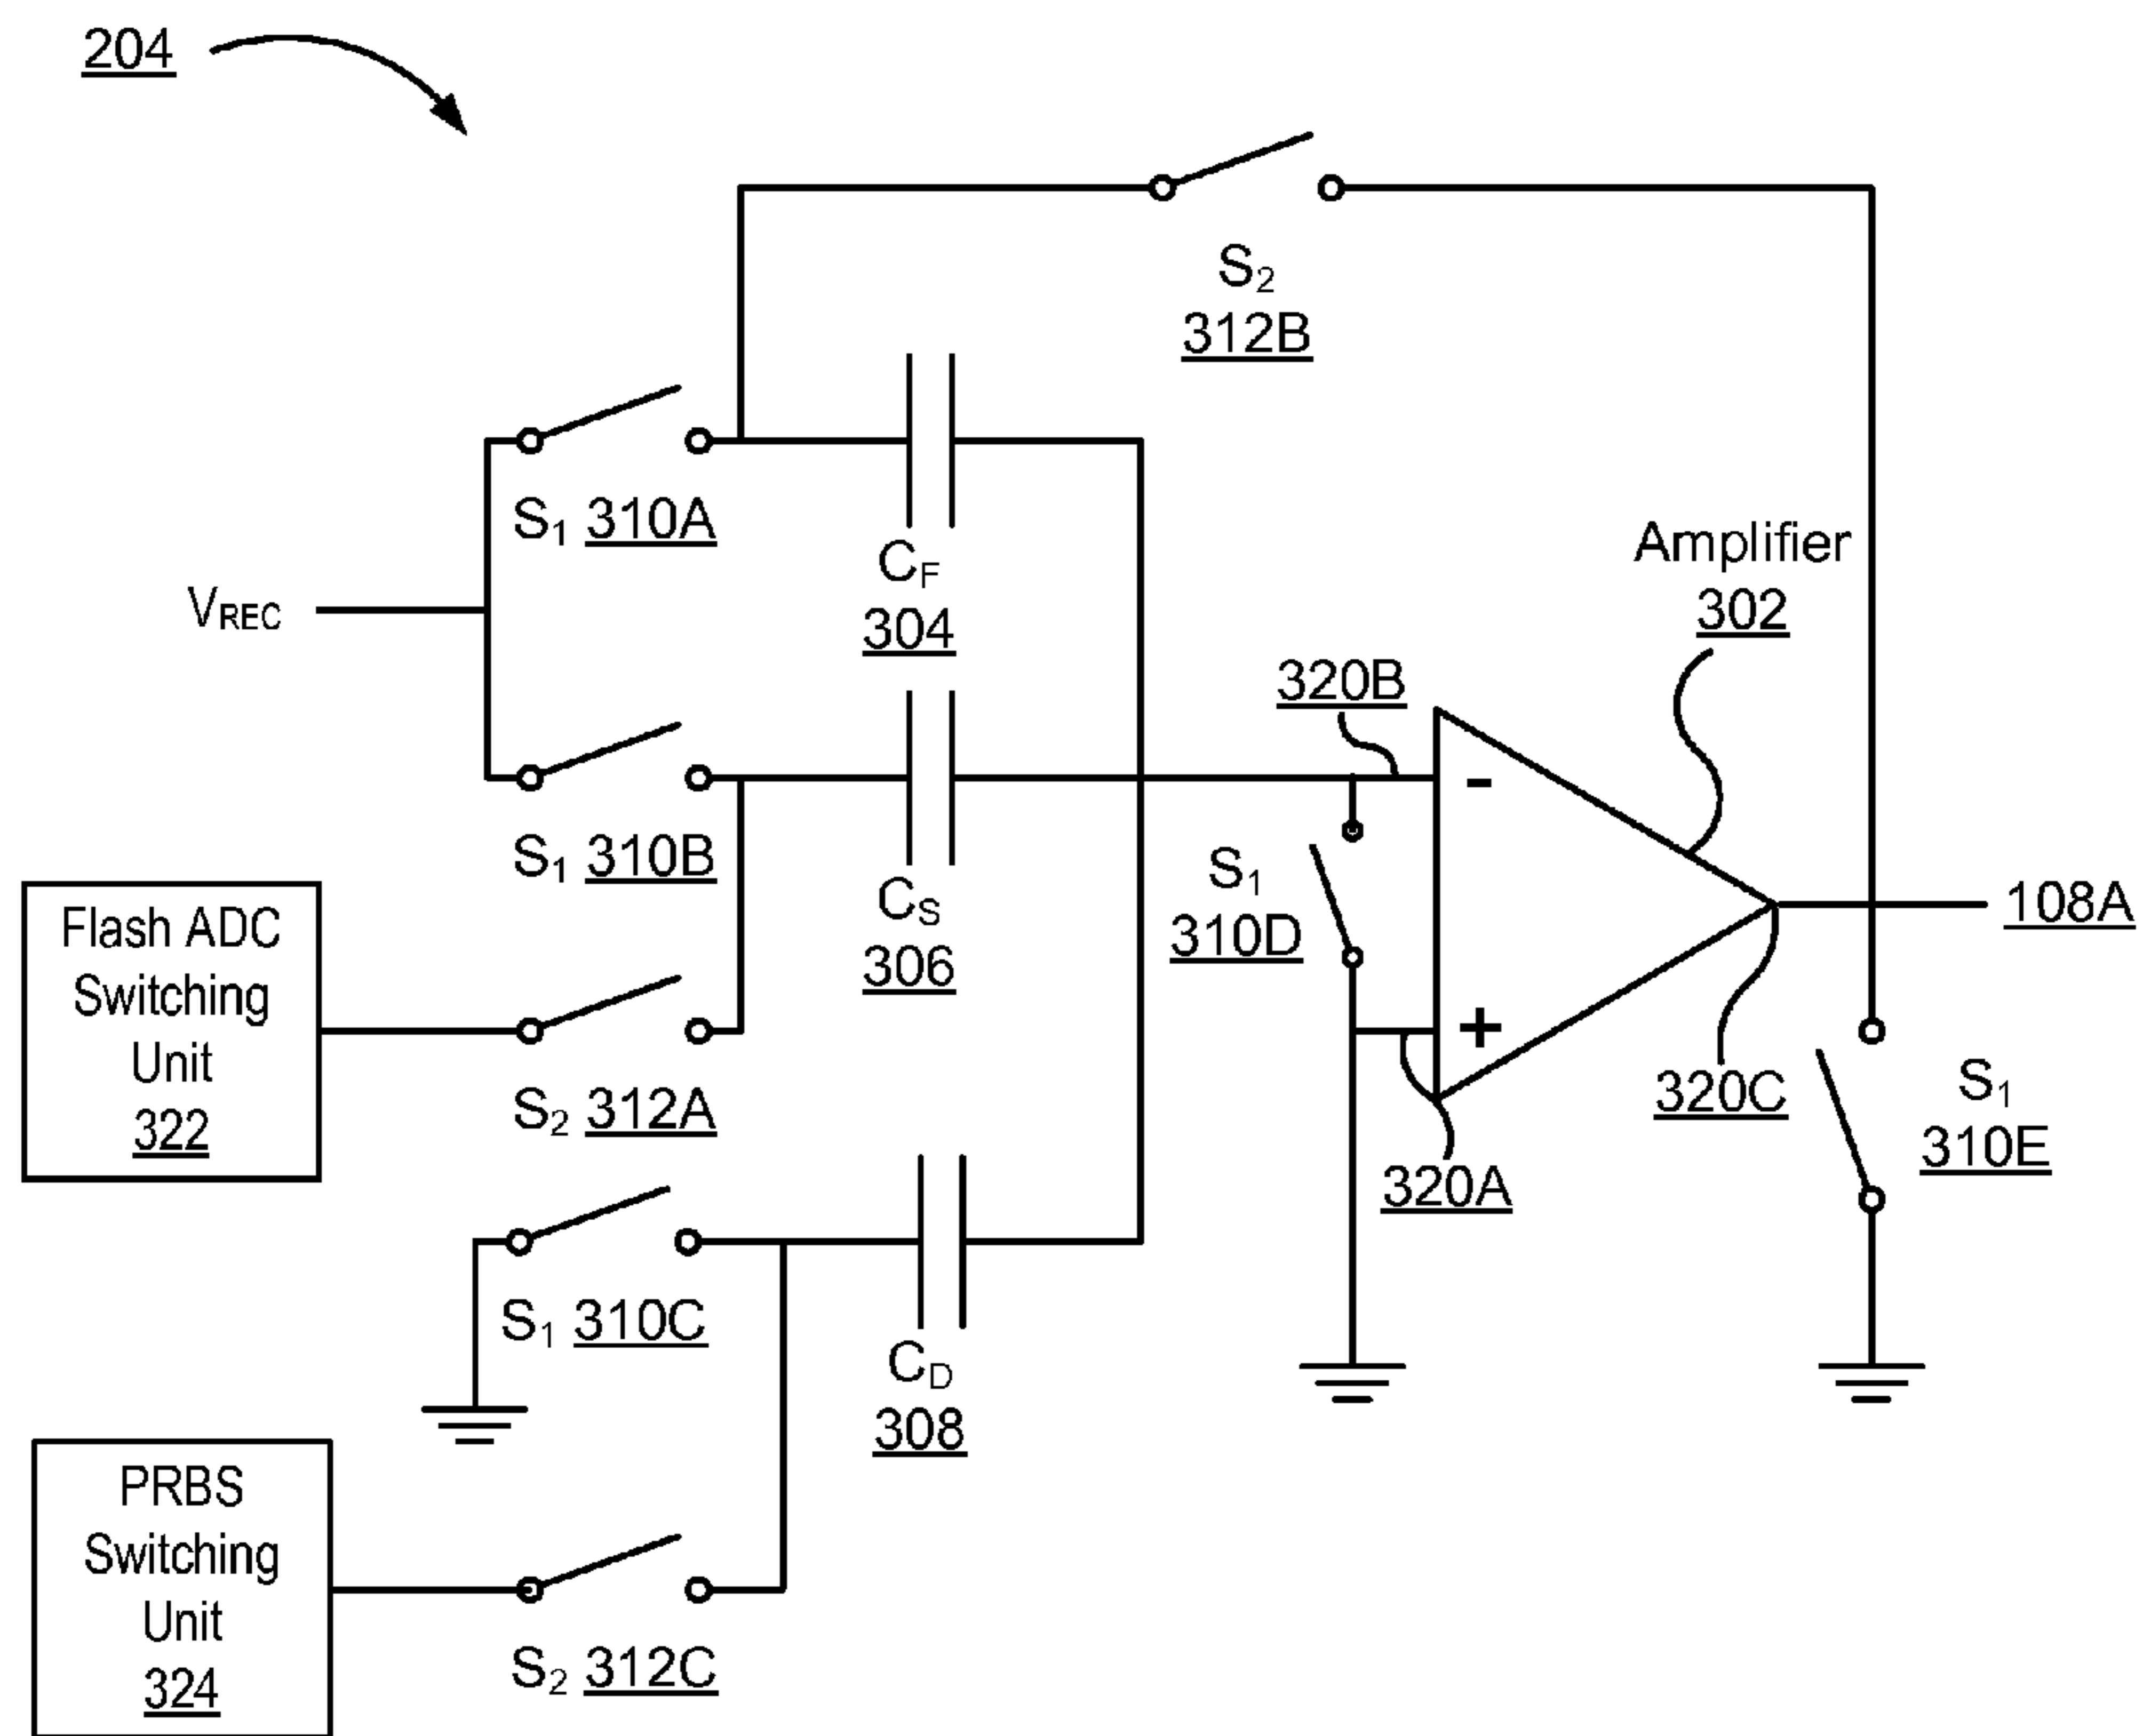 204
S2
312B
S1 310A
CF
304
Amplifier
302
VREC
320B
-
S1 310B
CS
306
S1
310D
108A
Flash ADC
Switching
Unit
322
+
S2 312A
320A
320C
S1
310E
S1 310C
CD
308
PRBS
Switching
Unit
324
S2 312C